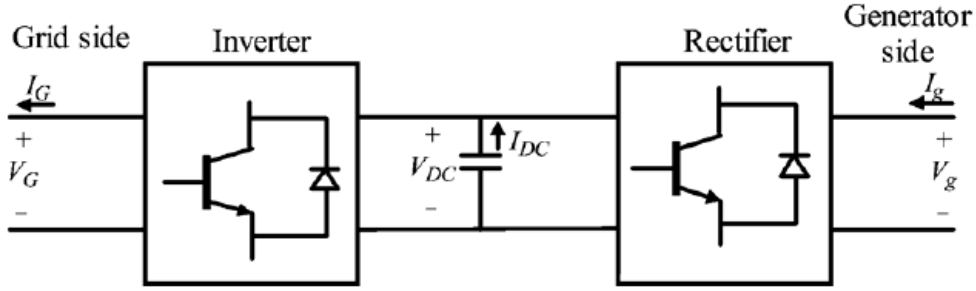 Generator
Grid side Inverter Rectifier side
I_G I_g
+ + I_DC +
V_G V_DC V_g
– – –